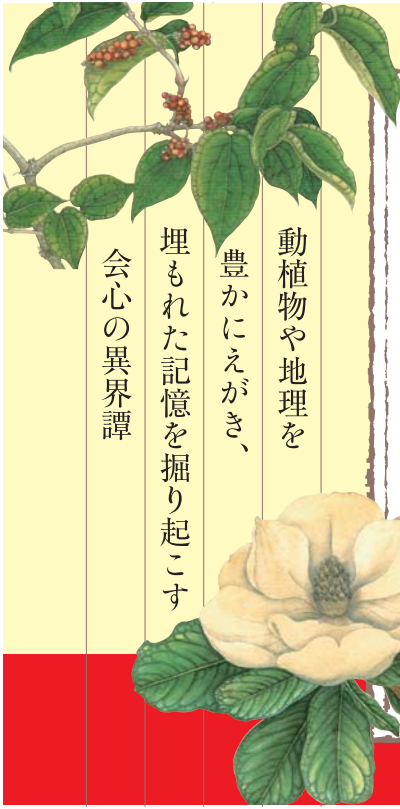 動植物や地理を
豊かにえがき、
埋もれた記憶を掘り起こす
会心の異界譚